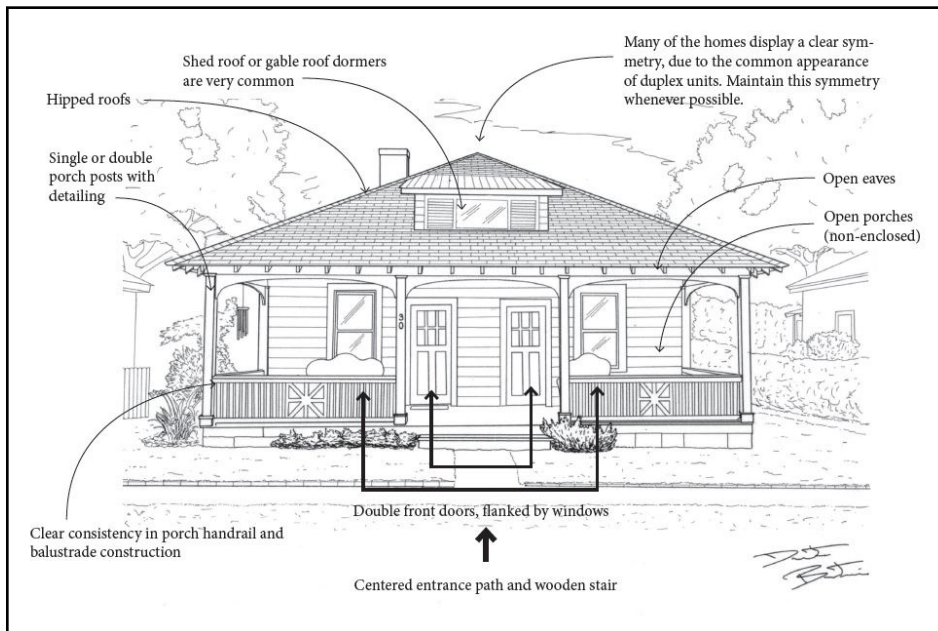 Shed roof or gable roof dormers
are very common
Many of the homes display a clear sym-
metry, due to the common appearance
of duplex units. Maintain this symmetry
whenever possible.
Hipped roofs
Single or double
porch posts with
detailing
Open eaves
Open porches
(non-enclosed)
30
Double front doors, flanked by windows
Clear consistency in porch handrail and
balustrade construction
Centered entrance path and wooden stair